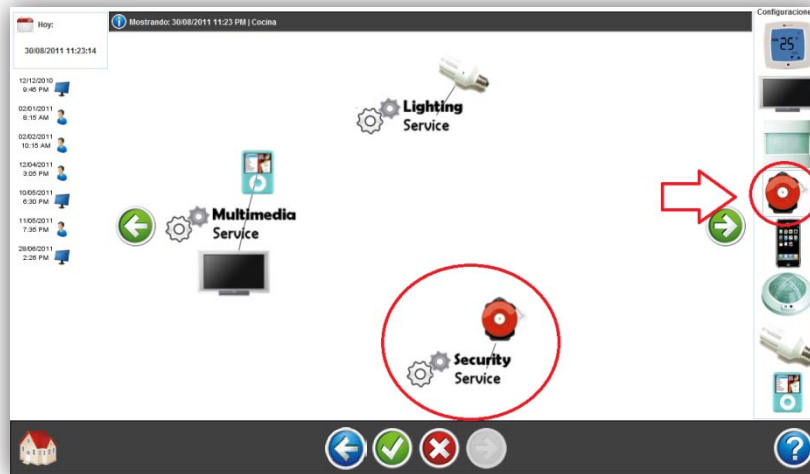 Hoy:
30/08/2011 11:23:14
12/12/2010
9:45 PM
02/01/2011
8:15 AM
02/02/2011
10:15 AM
12/04/2011
3:05 PM
10/05/2011
6:30 PM
11/05/2011
7:35 PM
28/06/2011
2:26 PM
Mostrando: 30/08/2011 11:23 PM | Cocina
Lighting
Service
Multimedia
Service
Security
Service
Configuracione
25°